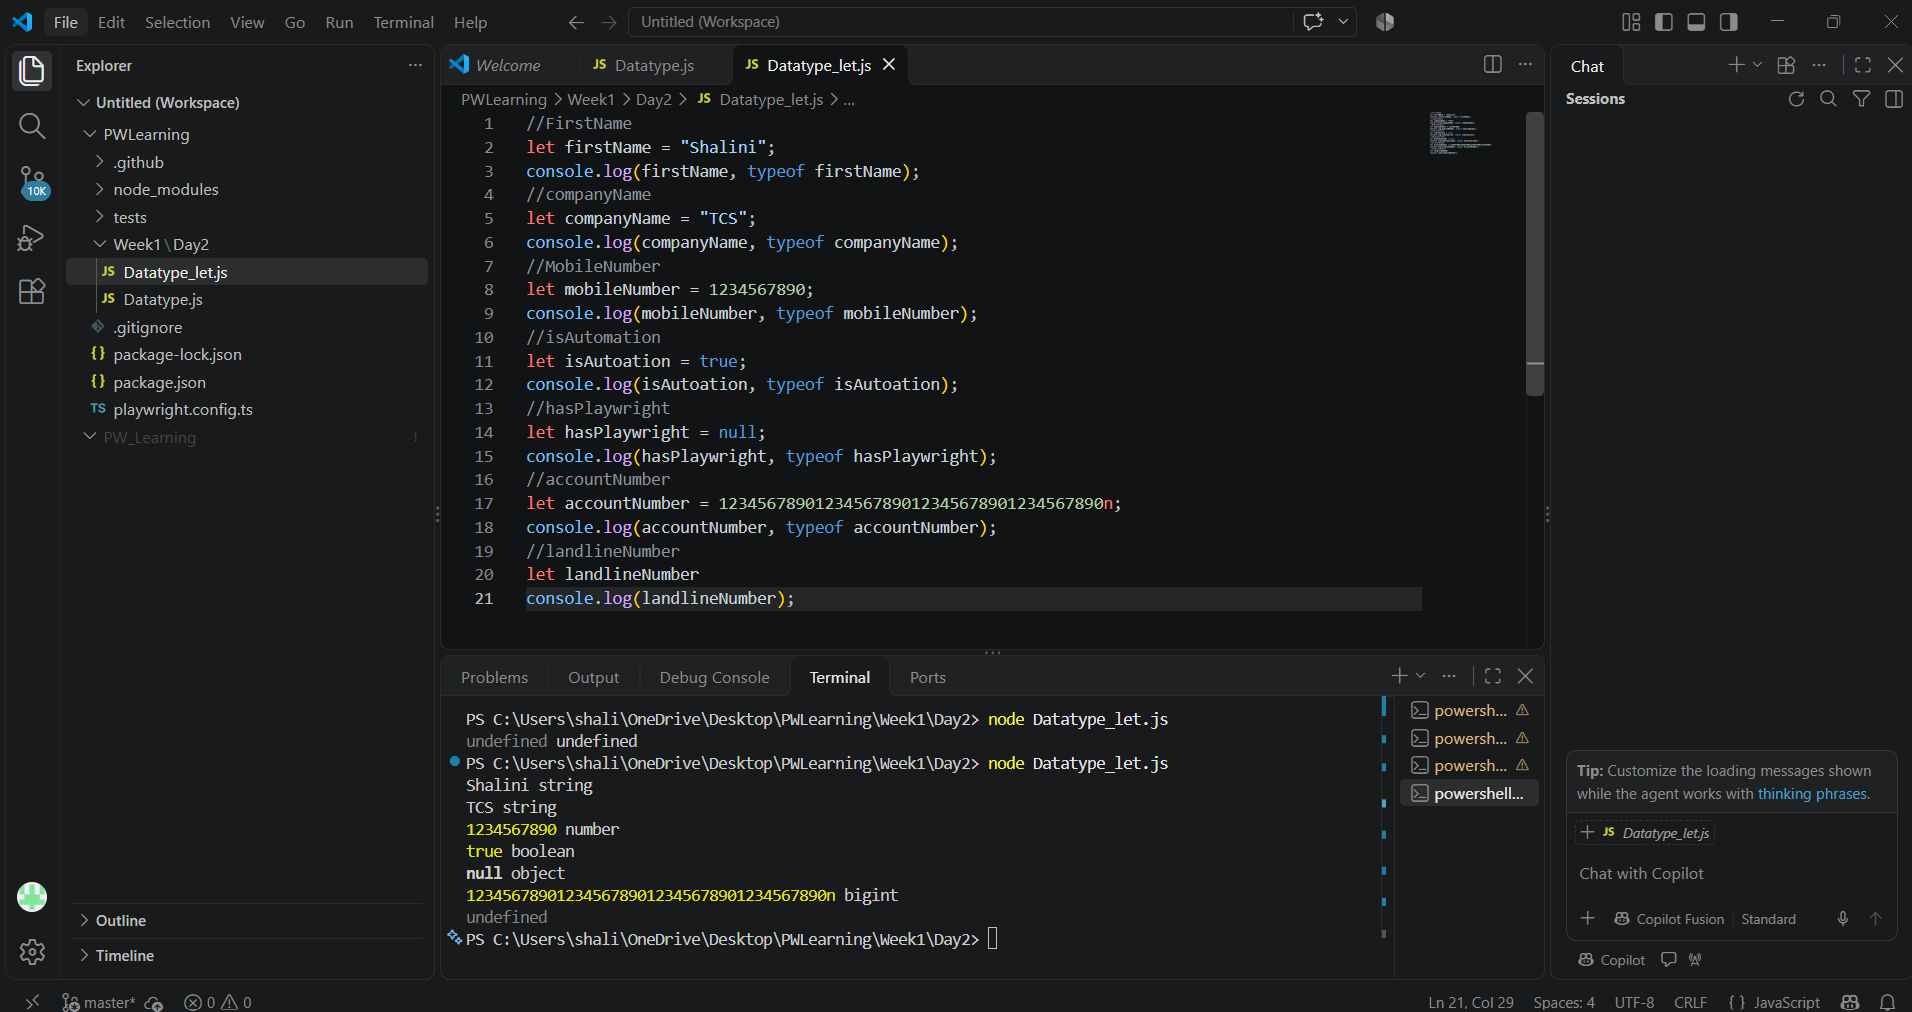 File Edit Selection View Go Run Terminal Help
Untitled (Workspace)
Explorer
Untitled (Workspace)
PWLearning
.github
node_modules
tests
Week1\Day2
JS Datatype_let.js
JS Datatype.js
.gitignore
{} package-lock.json
{} package.json
TS playwright.config.ts
PW_Learning !
10K
Outline
Timeline
Welcome JS Datatype.js JS Datatype_let.js
PWLearning > Week1 > Day2 > JS Datatype_let.js > ...
1 //FirstName
2 let firstName = "Shalini";
3 console.log(firstName, typeof firstName);
4 //companyName
5 let companyName = "TCS";
6 console.log(companyName, typeof companyName);
7 //MobileNumber
8 let mobileNumber = 1234567890;
9 console.log(mobileNumber, typeof mobileNumber);
10 //isAutomation
11 let isAutoation = true;
12 console.log(isAutoation, typeof isAutoation);
13 //hasPlaywright
14 let hasPlaywright = null;
15 console.log(hasPlaywright, typeof hasPlaywright);
16 //accountNumber
17 let accountNumber = 1234567890123456789012345678901234567890n;
18 console.log(accountNumber, typeof accountNumber);
19 //landlineNumber
20 let landlineNumber
21 console.log(landlineNumber);
Problems Output Debug Console Terminal Ports
PS C:\Users\shali\OneDrive\Desktop\PWLearning\Week1\Day2> node Datatype_let.js
undefined undefined
PS C:\Users\shali\OneDrive\Desktop\PWLearning\Week1\Day2> node Datatype_let.js
Shalini string
TCS string
1234567890 number
true boolean
null object
1234567890123456789012345678901234567890n bigint
undefined
PS C:\Users\shali\OneDrive\Desktop\PWLearning\Week1\Day2>
powersh...
powersh...
powersh...
powershell...
Chat
Sessions
Tip: Customize the loading messages shown
while the agent works with thinking phrases.
JS Datatype_let.js
Chat with Copilot
Copilot Fusion Standard
Copilot
master* 0 0 Ln 21, Col 29 Spaces: 4 UTF-8 CRLF {} JavaScript